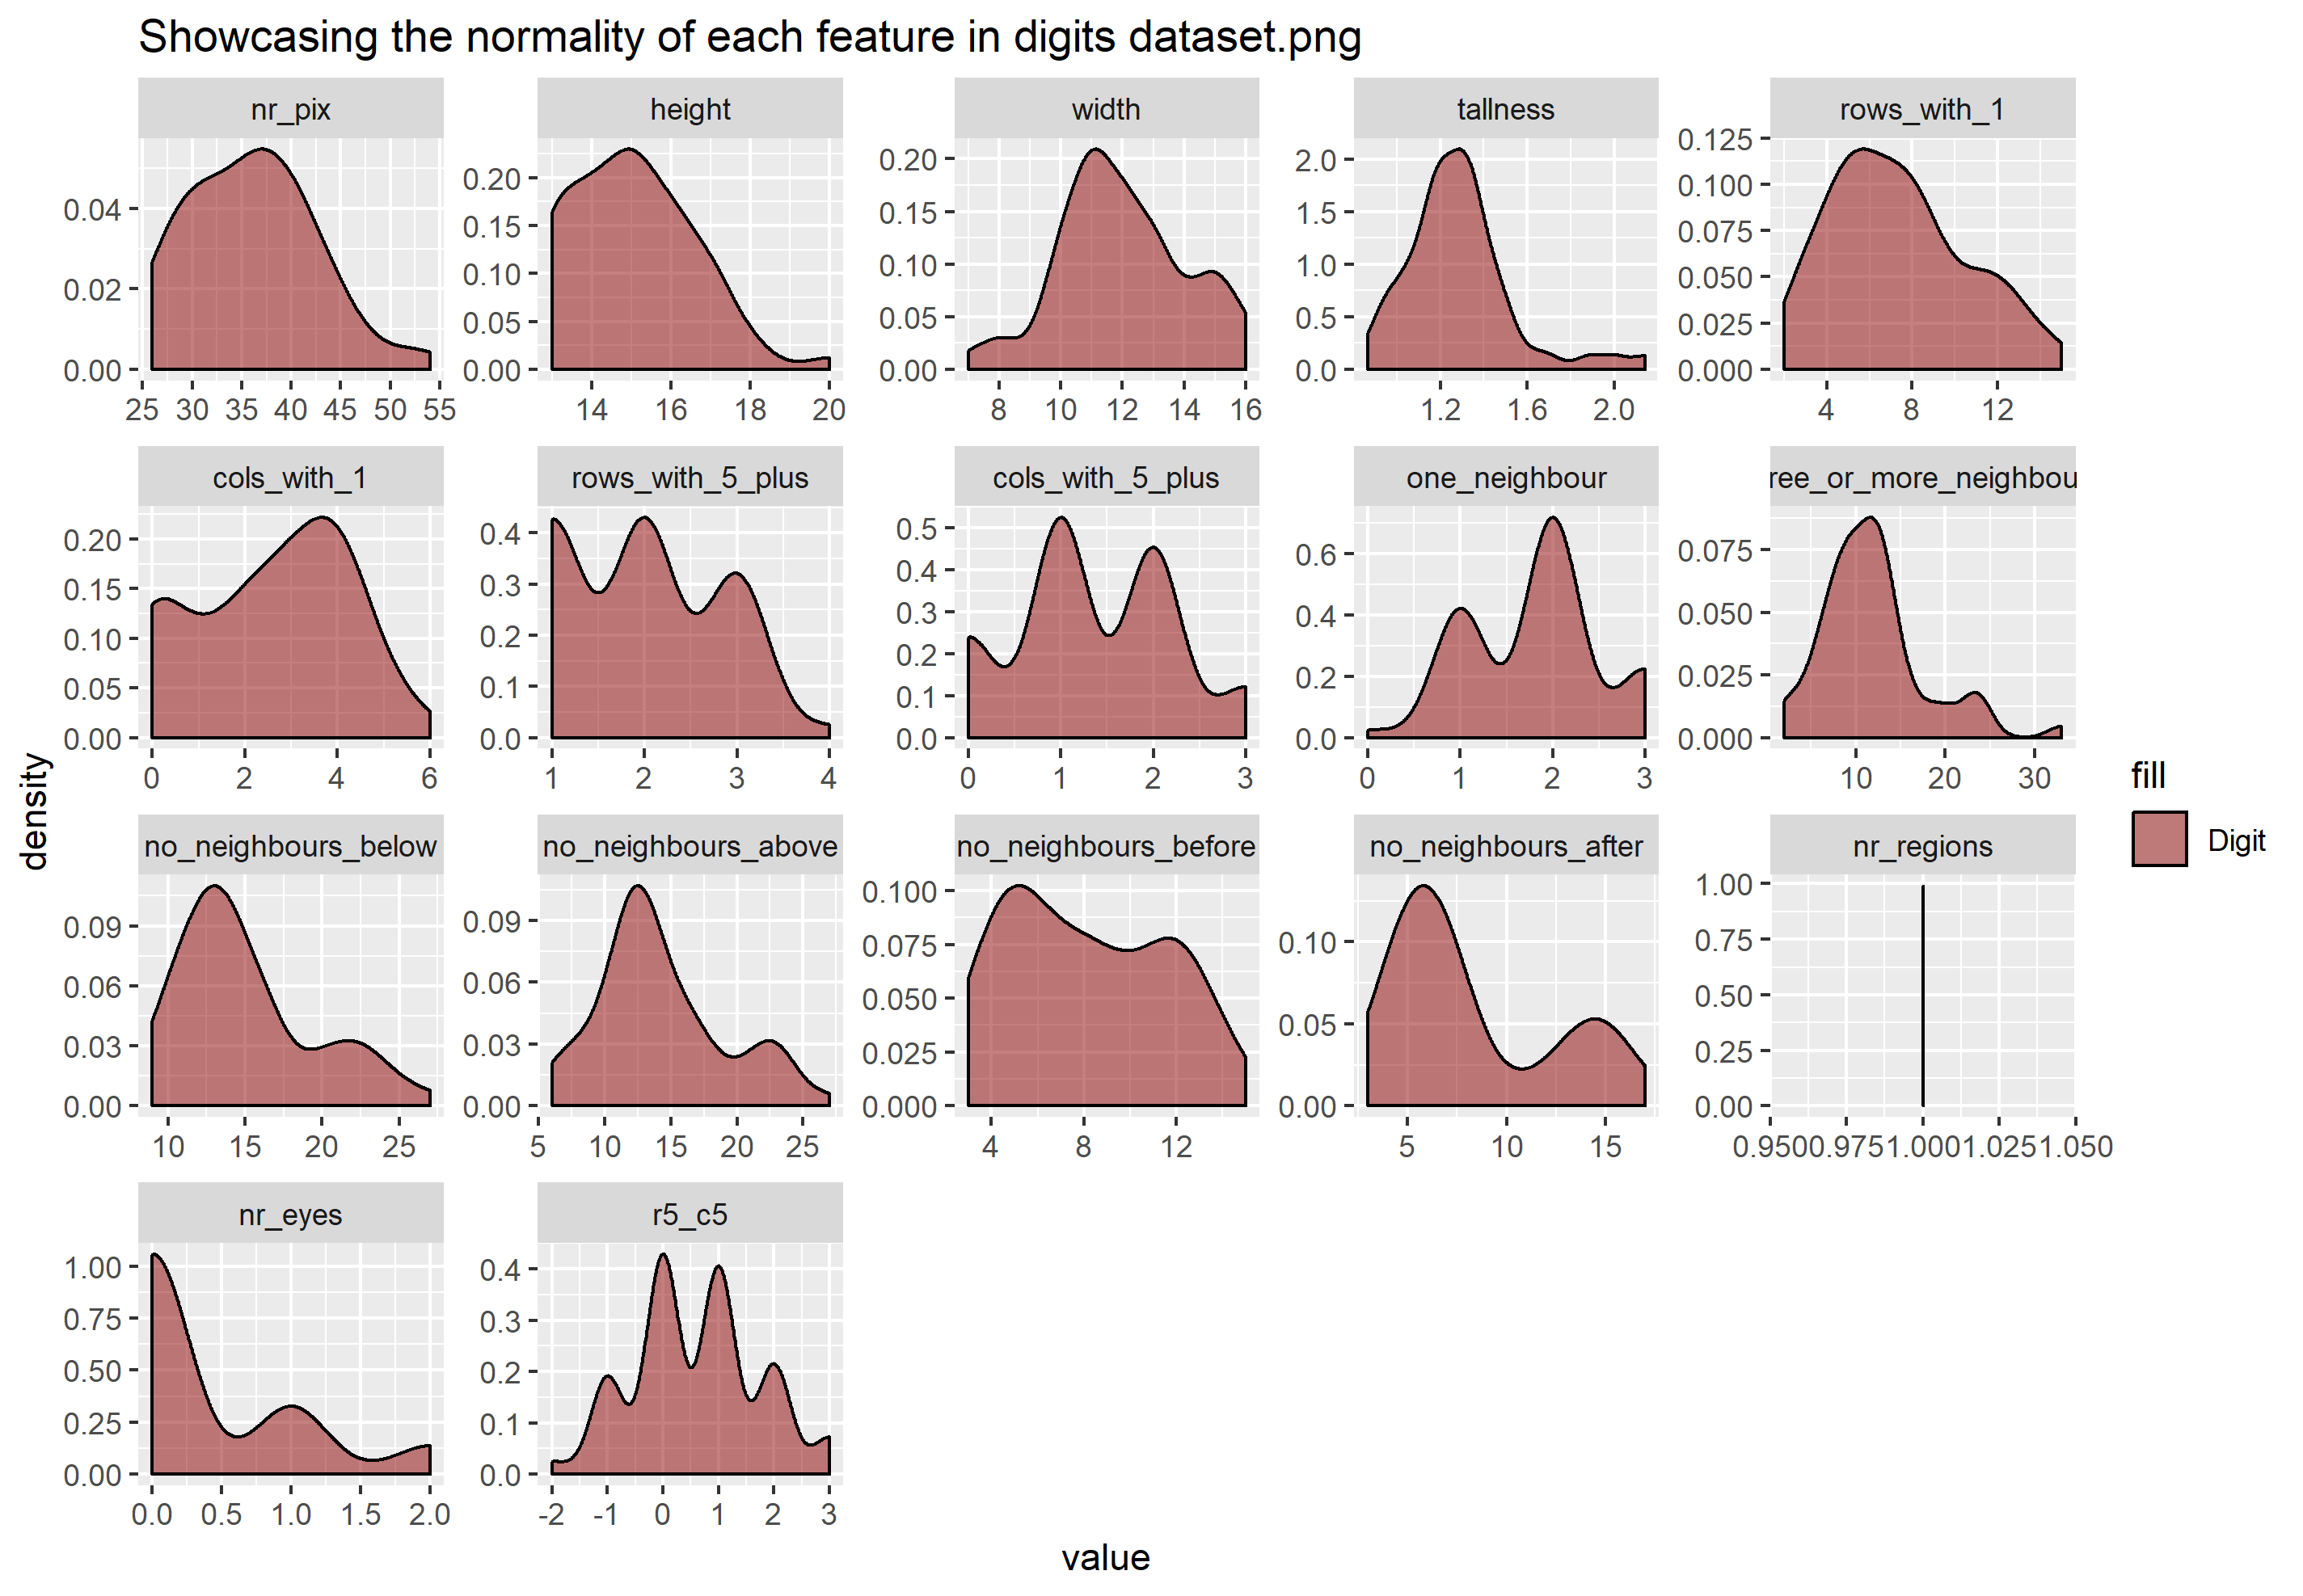 Showcasing the normality of each feature in digits dataset.png
nr_pix
height
width
tallness
rows_with_1
0.04
0.02
0.00
25 30 35 40 45 50 55
0.20
0.15
0.10
0.05
0.00
14 16 18 20
0.20
0.15
0.10
0.05
0.00
8 10 12 14 16
2.0
1.5
1.0
0.5
0.0
1.2 1.6 2.0
0.125
0.100
0.075
0.050
0.025
0.000
4 8 12
cols_with_1
rows_with_5_plus
cols_with_5_plus
one_neighbour
ree_or_more_neighbou
0.20
0.15
0.10
0.05
0.00
0 2 4 6
0.4
0.3
0.2
0.1
0.0
1 2 3 4
0.5
0.4
0.3
0.2
0.1
0.0
0 1 2 3
0.6
0.4
0.2
0.0
0 1 2 3
0.075
0.050
0.025
0.000
10 20 30
no_neighbours_below
no_neighbours_above
no_neighbours_before
no_neighbours_after
nr_regions
0.09
0.06
0.03
0.00
10 15 20 25
0.09
0.06
0.03
0.00
5 10 15 20 25
0.100
0.075
0.050
0.025
0.000
4 8 12
0.10
0.05
0.00
5 10 15
1.00
0.75
0.50
0.25
0.00
0.950 0.975 1.000 1.025 1.050
nr_eyes
r5_c5
1.00
0.75
0.50
0.25
0.00
0.0 0.5 1.0 1.5 2.0
0.4
0.3
0.2
0.1
0.0
-2 -1 0 1 2 3
density
value
fill
Digit